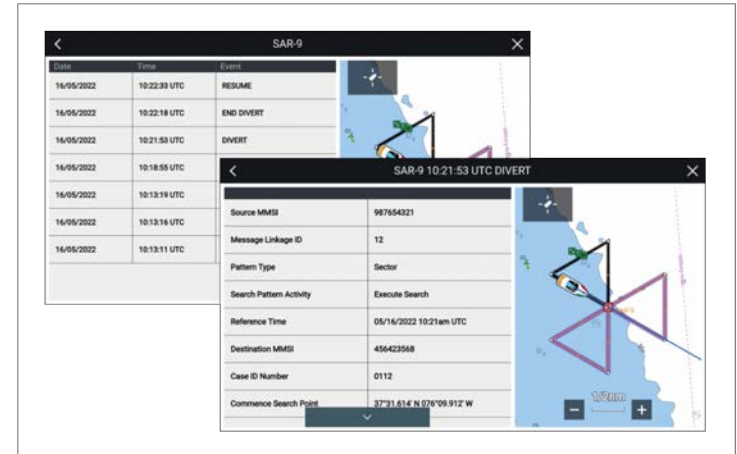 SAR-9
Date Time Event
16/05/2022 10:22:33 UTC RESUME
16/05/2022 10:22:18 UTC END DIVERT
16/05/2022 10:21:53 UTC DIVERT
16/05/2022 10:18:55 UTC
16/05/2022 10:13:19 UTC
16/05/2022 10:13:16 UTC
16/05/2022 10:13:11 UTC
SAR-9 10:21:53 UTC DIVERT
Source MMSI 987654321
Message Linkage ID 12
Pattern Type Sector
Search Pattern Activity Execute Search
Reference Time 05/16/2022 10:21am UTC
Destination MMSI 456423568
Case ID Number 0112
Commence Search Point 37°31.614' N 076°09.912' W
SAR-9
1/2nm